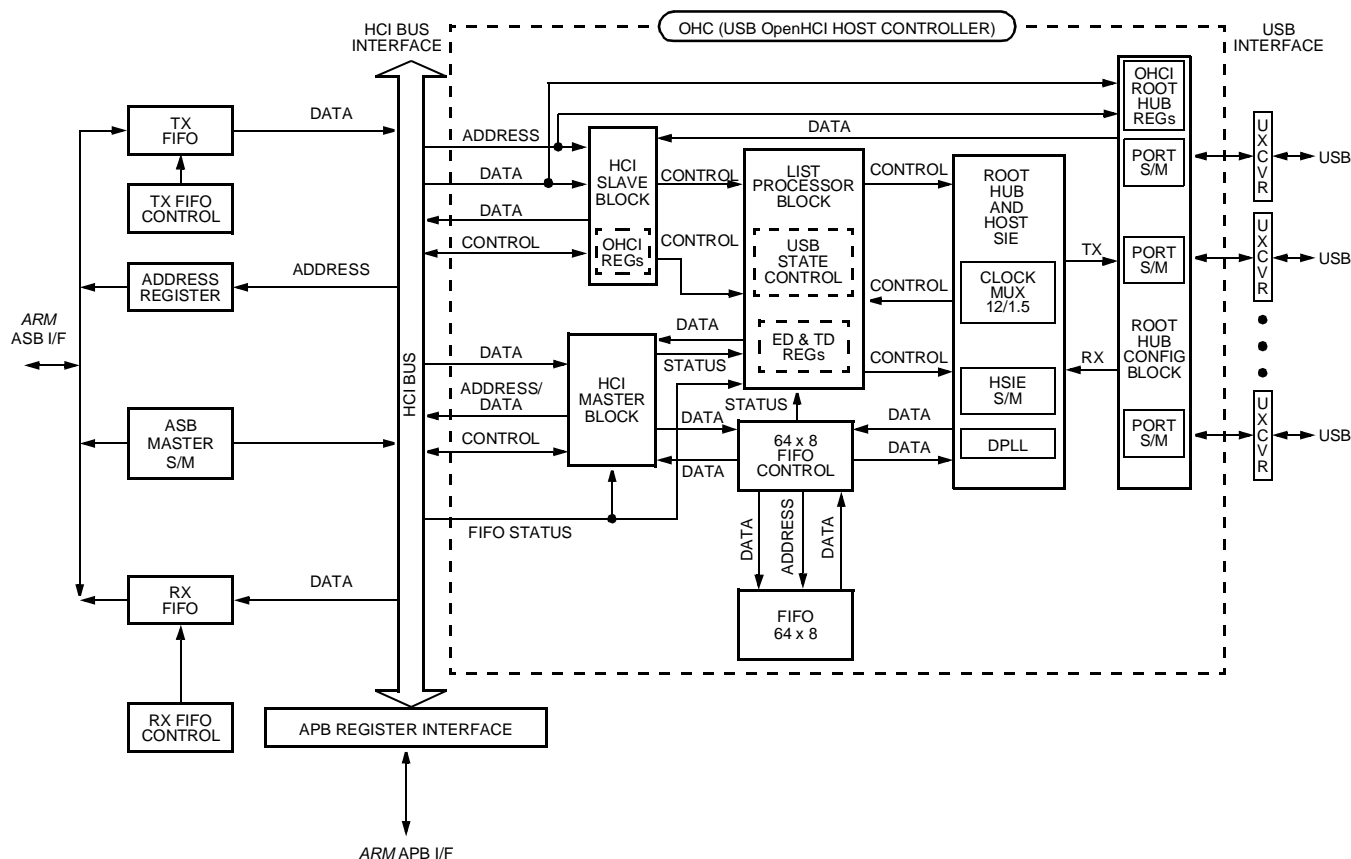 OHC (USB OpenHCI HOST CONTROLLER)
HCI BUS
INTERFACE
USB
INTERFACE
TX
FIFO
DATA
TX FIFO
CONTROL
ADDRESS
REGISTER
ADDRESS
ARM
ASB I/F
ASB
MASTER
S/M
RX
FIFO
DATA
RX FIFO
CONTROL
HCI BUS
APB REGISTER INTERFACE
ARM APB I/F
ADDRESS
DATA
DATA
CONTROL
HCI
SLAVE
BLOCK
OHCI
REGs
DATA
CONTROL
CONTROL
LIST
PROCESSOR
BLOCK
USB
STATE
CONTROL
ED & TD
REGs
CONTROL
CONTROL
CONTROL
DATA
STATUS
STATUS
DATA
ADDRESS/
DATA
CONTROL
FIFO STATUS
HCI
MASTER
BLOCK
DATA
DATA
64 x 8
FIFO
CONTROL
DATA
DATA
DATA
ADDRESS
DATA
FIFO
64 x 8
ROOT
HUB
AND
HOST
SIE
CLOCK
MUX
12/1.5
HSIE
S/M
DPLL
TX
RX
OHCI
ROOT
HUB
REGs
PORT
S/M
PORT
S/M
ROOT
HUB
CONFIG
BLOCK
PORT
S/M
UXCVR
USB
UXCVR
USB
UXCVR
USB